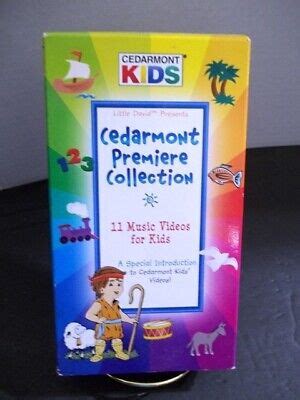 CEDARMONT
KIDS
Little David™ Presents
Cedarmont
Premiere
Collection
123
11 Music Videos
for Kids
A Special Introduction
to Cedarmont Kids®
Videos!